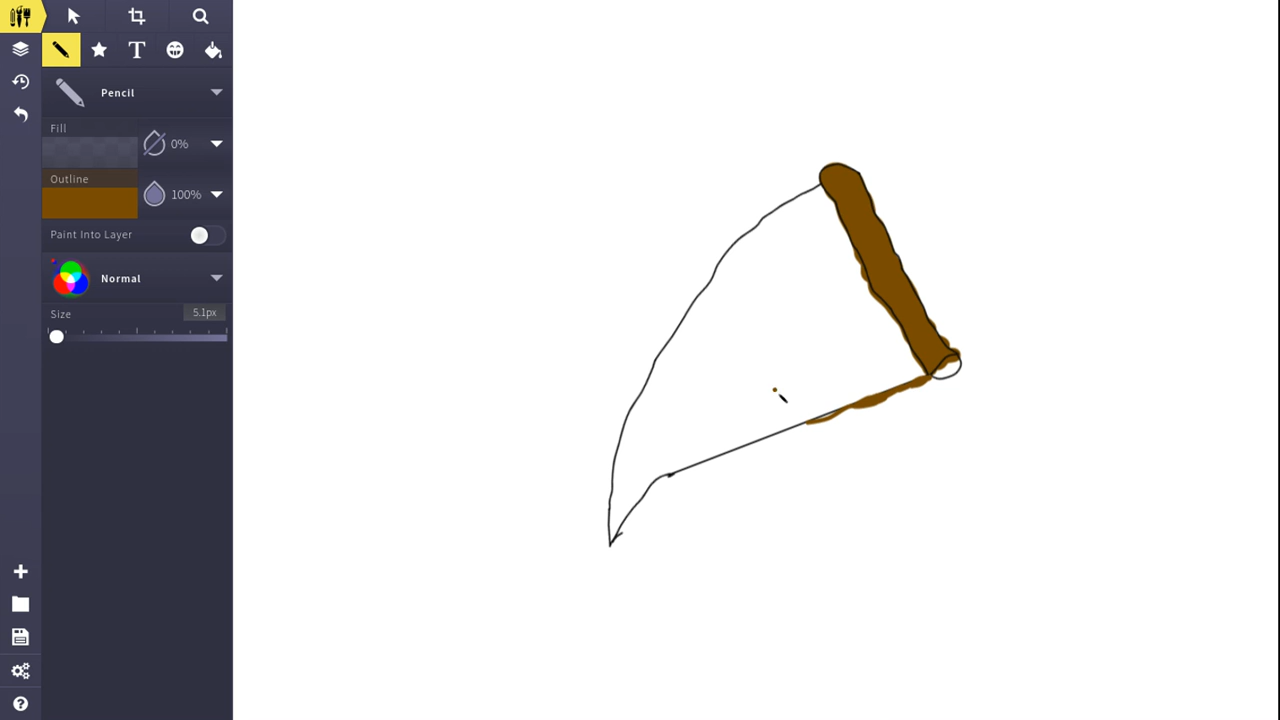 T
Pencil
Fill
0%
Outline
100%
Paint Into Layer
Normal
Size
5.1px
?